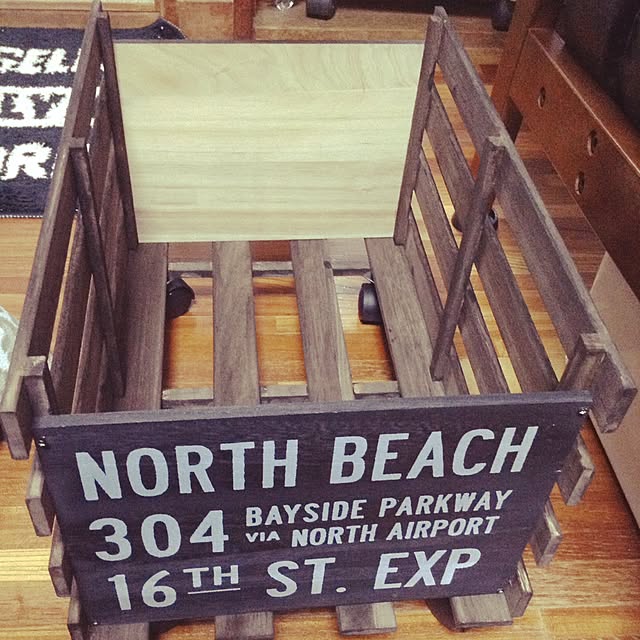 NORTH BEACH
304 BAYSIDE PARKWAY
VIA NORTH AIRPORT
16TH ST. EXP